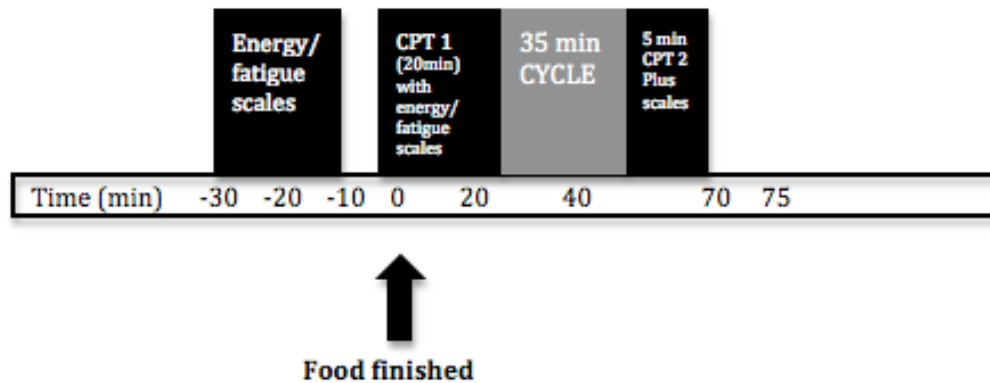 Energy/
fatigue
scales
CPT 1
(20min)
with
energy/
fatigue
scales
35 min
CYCLE
5 min
CPT 2
Plus
scales
Time (min) -30 -20 -10 0 20 40 70 75
Food finished